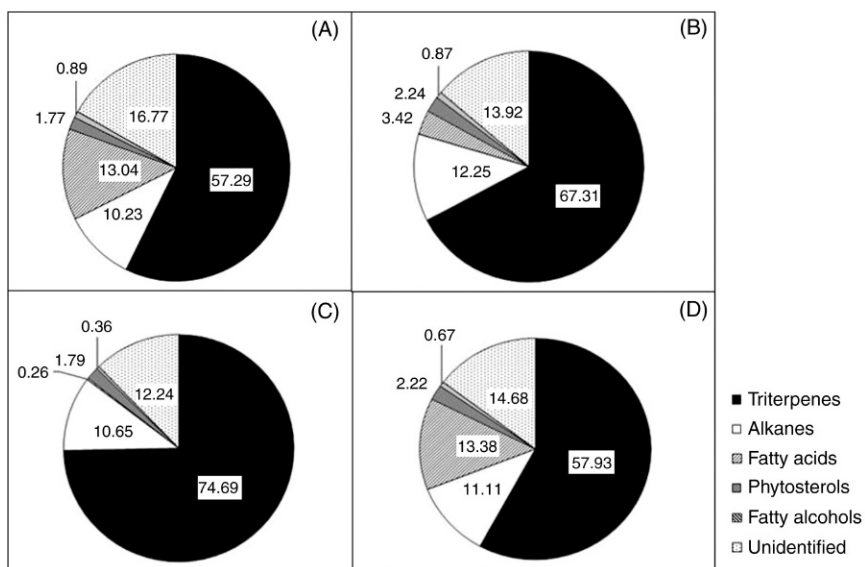 (A)
0.89
1.77
16.77
13.04
57.29
10.23
(B)
0.87
2.24
3.42
13.92
12.25
67.31
(C)
0.36
1.79
0.26
12.24
10.65
74.69
(D)
0.67
2.22
14.68
13.38
57.93
11.11
Triterpenes
Alkanes
Fatty acids
Phytosterols
Fatty alcohols
Unidentified